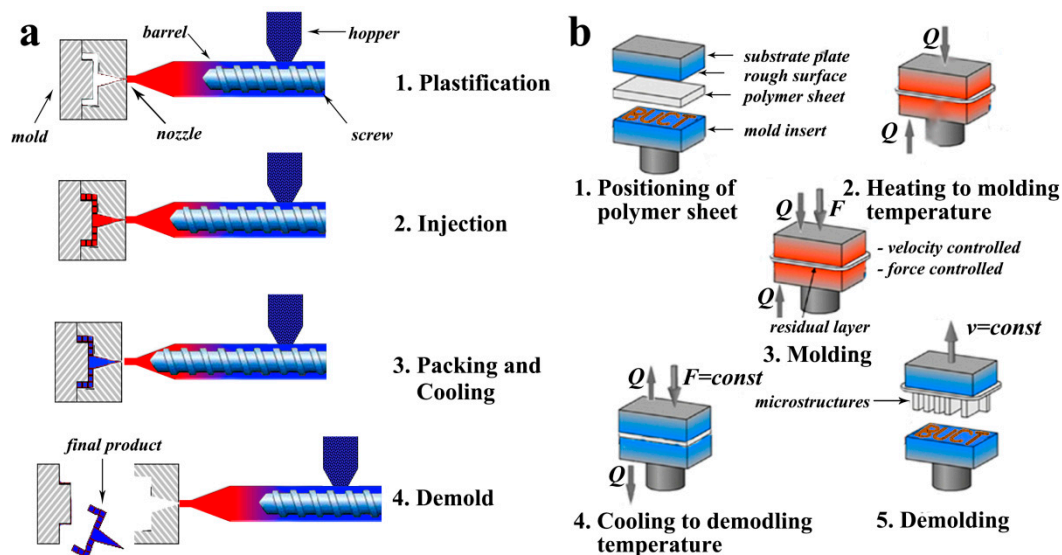 a
barrel
hopper
mold
nozzle
screw
1. Plastification
2. Injection
3. Packing and
Cooling
final product
4. Demold
b
substrate plate
rough surface
polymer sheet
mold insert
BUCT
1. Positioning of
polymer sheet
Q
Q
2. Heating to molding
temperature
Q
F
- velocity controlled
- force controlled
Q
residual layer
3. Molding
Q
F=const
Q
4. Cooling to demodling
temperature
v=const
microstructures
BUCT
5. Demolding